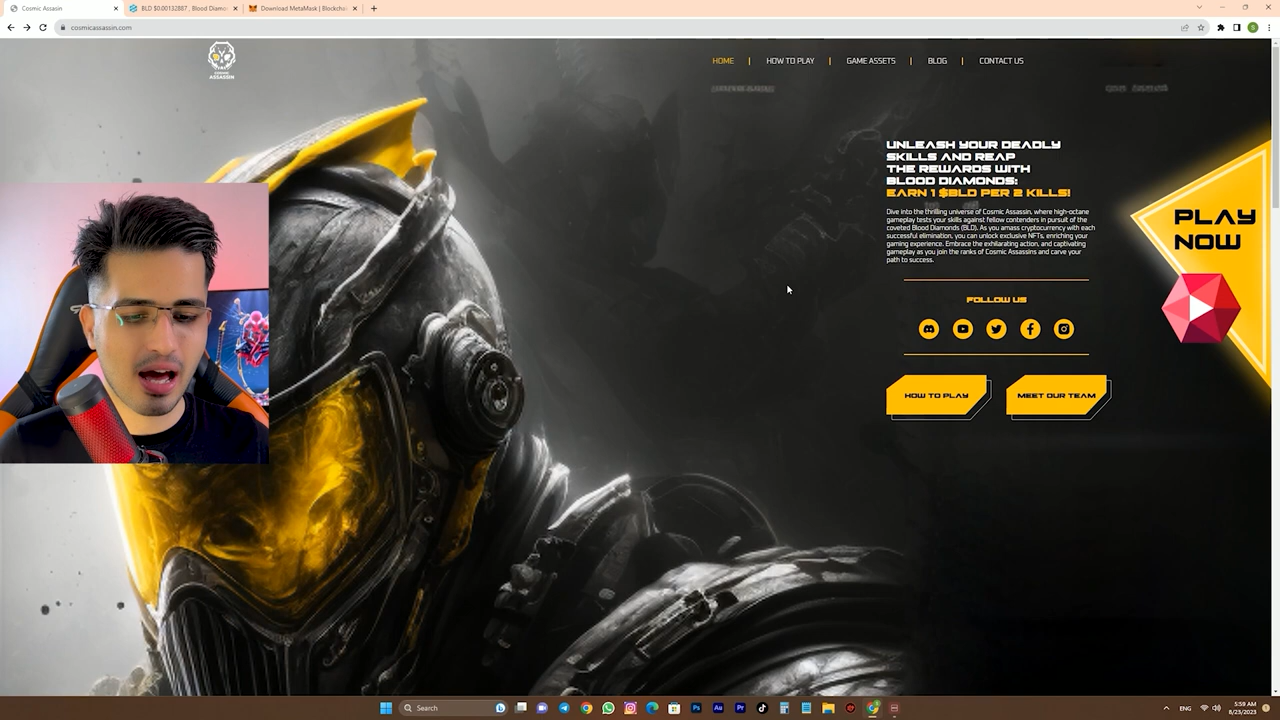 Cosmic Assasin
BLD $0.00132887 , Blood Diamo
Download MetaMask | Blockchai
cosmicassassin.com
COSMIC
ASSASSIN
HOME
HOW TO PLAY
GAME ASSETS
BLOG
CONTACT US
UNLEASH YOUR DEADLY
SKILLS AND REAP
THE REWARDS WITH
BLOOD DIAMONDS:
EARN 1 $BLD PER 2 KILLS!
Dive into the thrilling universe of Cosmic Assassin, where high-octane
gameplay tests your skills against fellow contenders in pursuit of the
coveted Blood Diamonds (BLD). As you amass cryptocurrency with each
successful elimination, you can unlock exclusive NFTs, enriching your
gaming experience. Embrace the exhilarating action, and captivating
gameplay as you join the ranks of Cosmic Assassins and carve your
path to success.
PLAY
NOW
FOLLOW US
HOW TO PLAY
MEET OUR TEAM
Search
ENG
5:59 AM
8/23/2023